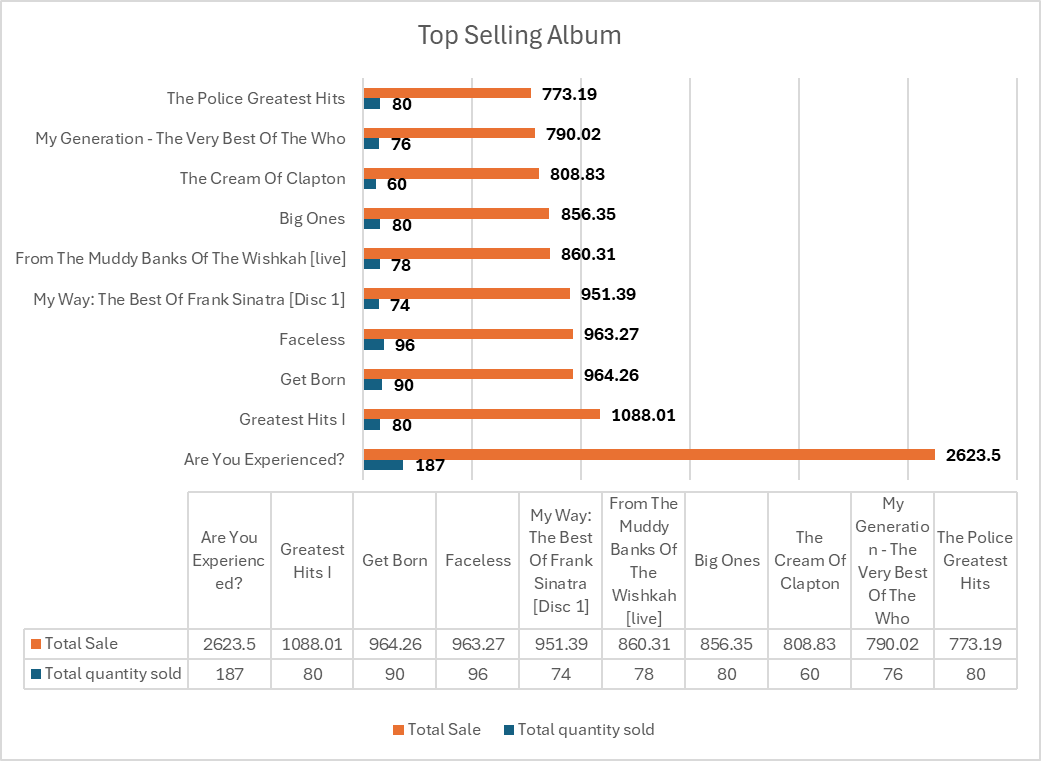 Top Selling Album
The Police Greatest Hits
773.19
80
My Generation - The Very Best Of The Who
790.02
76
The Cream Of Clapton
808.83
60
Big Ones
856.35
80
From The Muddy Banks Of The Wishkah [live]
860.31
78
My Way: The Best Of Frank Sinatra [Disc 1]
951.39
74
Faceless
963.27
96
Get Born
964.26
90
Greatest Hits I
1088.01
80
Are You Experienced?
2623.5
187
Are You
Experienc
ed?
Greatest
Hits I
Get Born
Faceless
My Way:
The Best
Of Frank
Sinatra
[Disc 1]
From The
Muddy
Banks Of
The
Wishkah
[live]
Big Ones
The
Cream Of
Clapton
My
Generatio
n - The
Very Best
Of The
Who
The Police
Greatest
Hits
Total Sale 2623.5 1088.01 964.26 963.27 951.39 860.31 856.35 808.83 790.02 773.19
Total quantity sold 187 80 90 96 74 78 80 60 76 80
Total Sale Total quantity sold